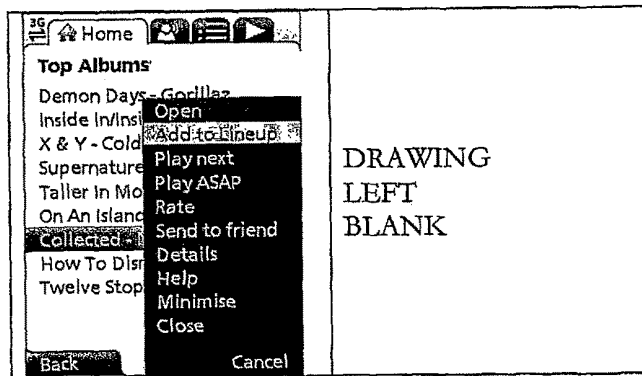 3G Home
Top Albums
Demon Days - Gorillaz
Inside In/Insi
X & Y - Cold
Supernature
Taller In Mo
On An Island
Collected -
How To Dis
Twelve Stop
Open
Add to Lineup
Play next
Play ASAP
Rate
Send to friend
Details
Help
Minimise
Close
Back
Cancel
DRAWING
LEFT
BLANK